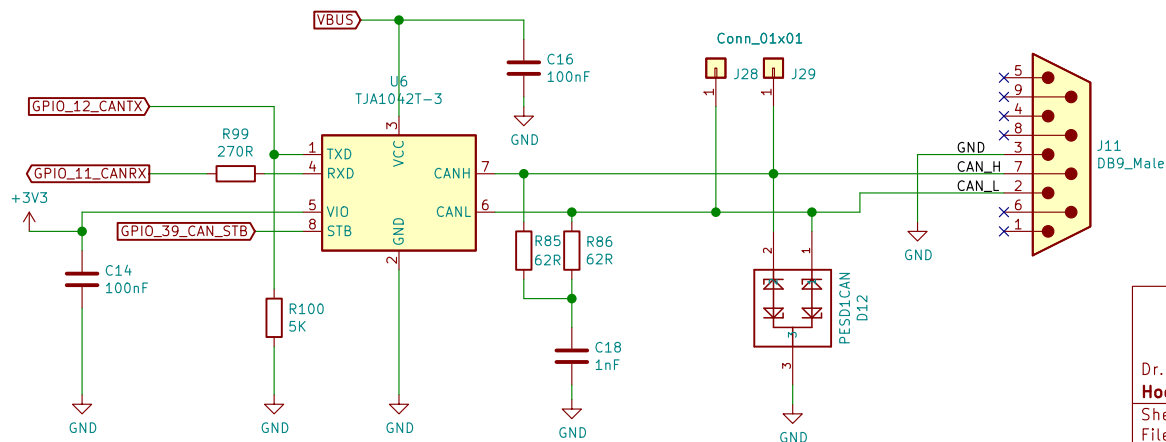 VBUS
Conn_01x01
C16
100nF
J28
J29
1
1
U6
TJA1042T-3
GND
GPIO_12_CANTX
R99
270R
GPIO_11_CANRX
+3V3
GPIO_39_CAN_STB
3
VCC
1
TXD
4
RXD
5
VIO
8
STB
CANH
7
CANL
6
GND
2
5
9
4
8
3
7
2
6
1
GND
CAN_H
CAN_L
J11
DB9_Male
GND
C14
100nF
R85
62R
R86
62R
2
1
3
3
PESD1CAN
D12
R100
5K
C18
1nF
GND
GND
GND
GND
GND
Dr.
Hoo
She
File